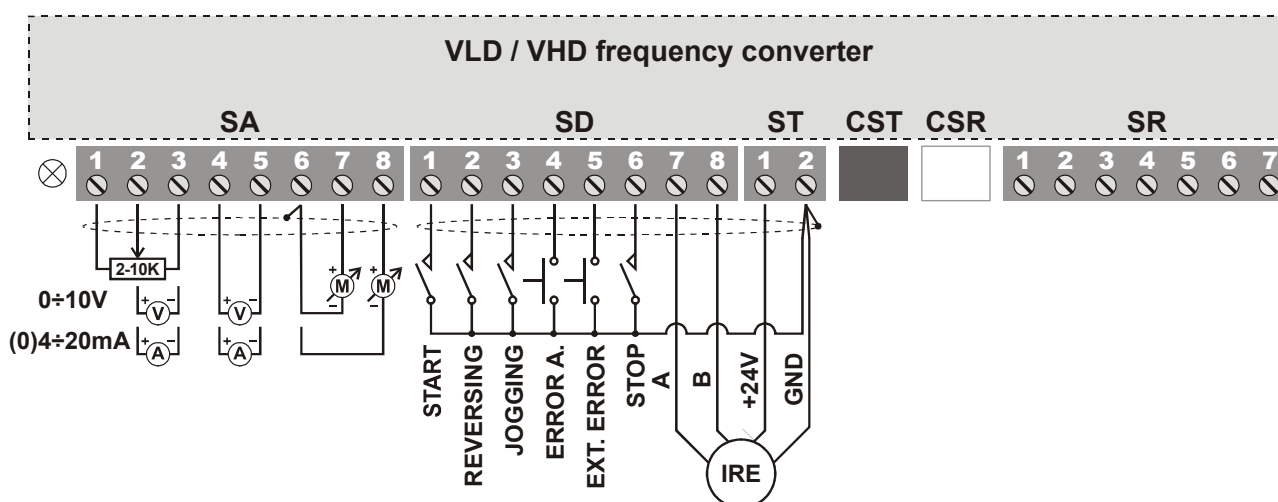 VLD / VHD frequency converter
SA SD ST CST CSR SR
1 2 3 4 5 6 7 8 1 2 3 4 5 6 7 8 1 2 1 2 3 4 5 6 7
2-10K
+ M - + M -
0÷10V + V - + V -
(0)4÷20mA + A - + A -
START
REVERSING
JOGGING
ERROR A.
EXT. ERROR
STOP
A
B
+24V
GND
IRE